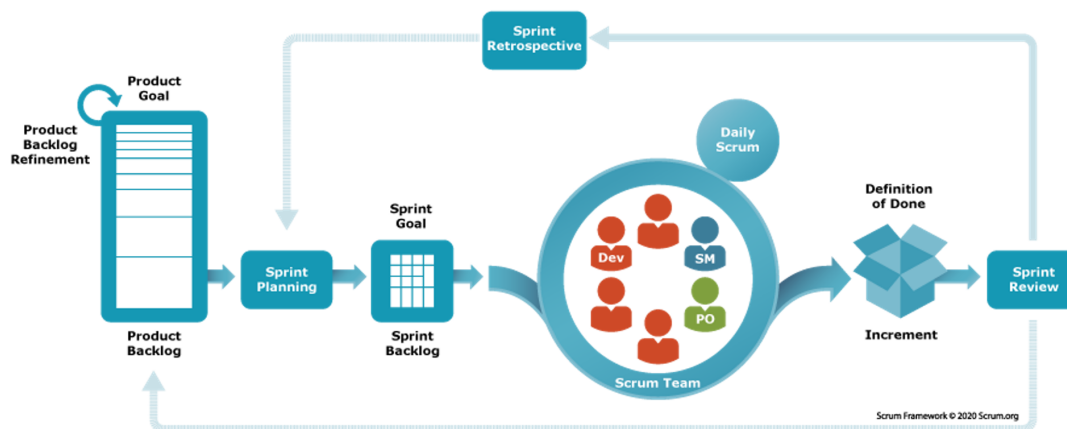 Sprint
Retrospective
Product
Goal
Product
Backlog
Refinement
Daily
Scrum
Definition
of Done
Sprint
Goal
Dev
SM
Sprint
Planning
Sprint
Review
PO
Product
Backlog
Sprint
Backlog
Increment
Scrum Team
Scrum Framework © 2020 Scrum.org